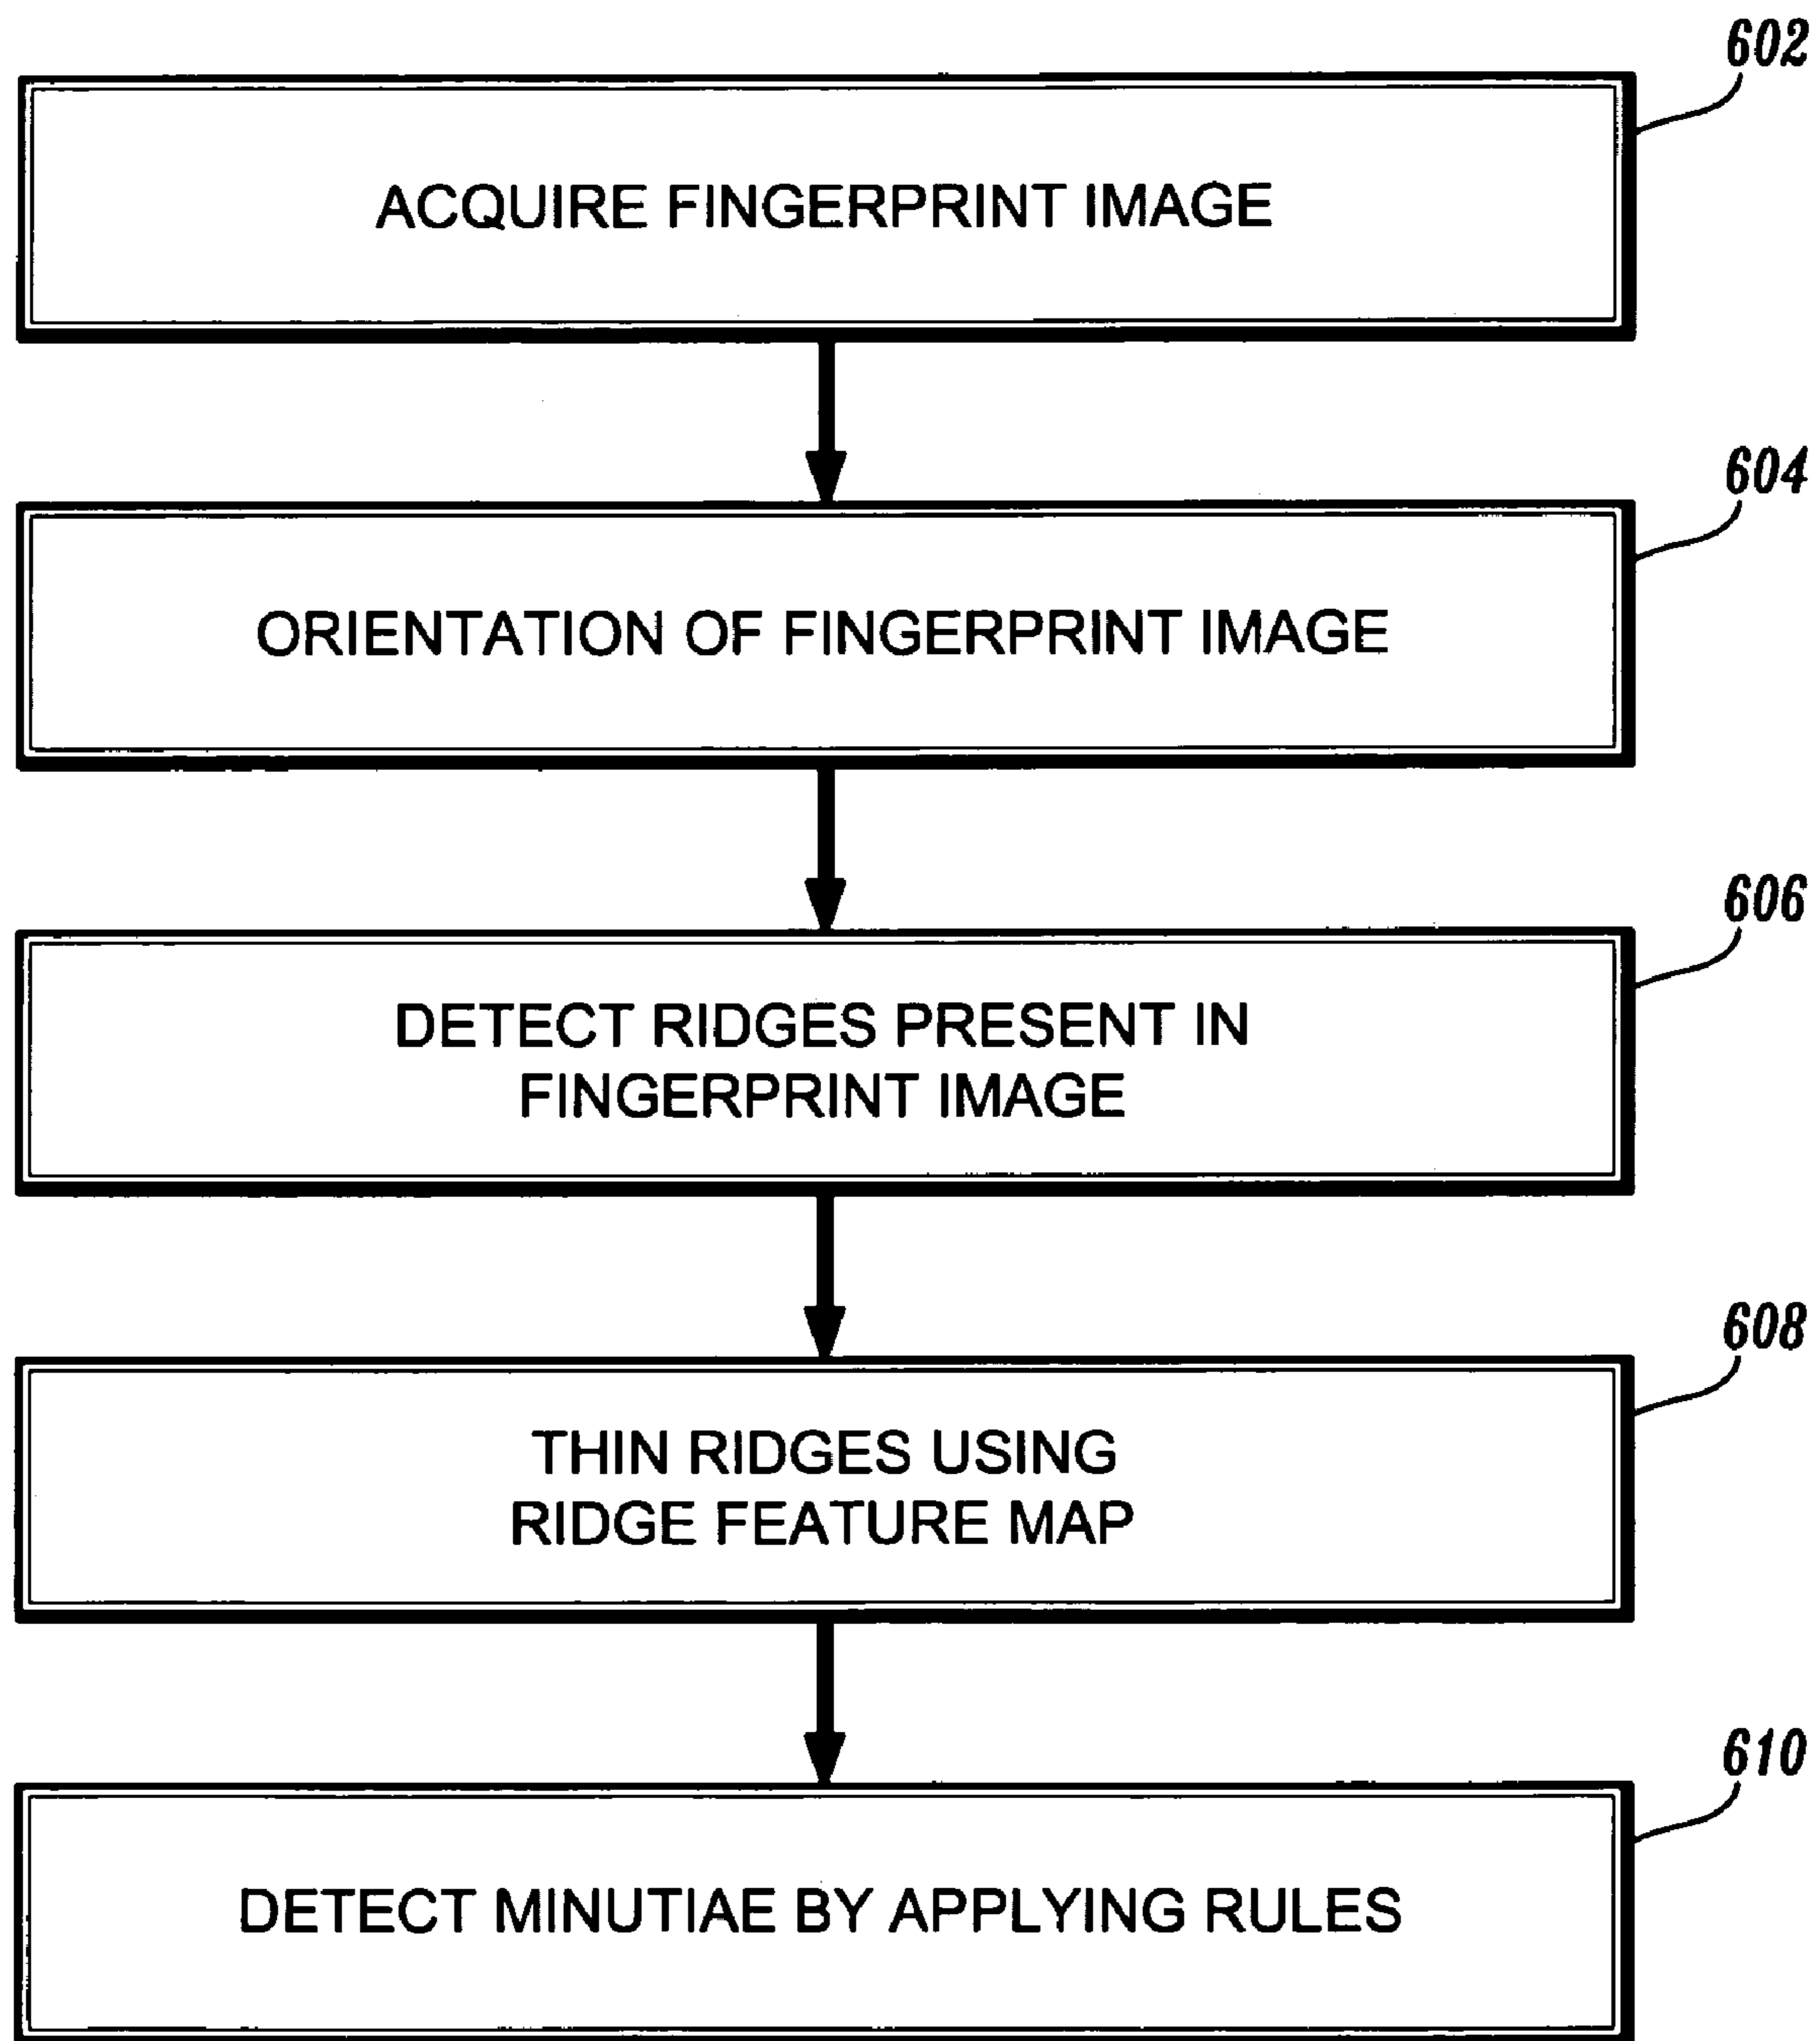 602
ACQUIRE FINGERPRINT IMAGE
604
ORIENTATION OF FINGERPRINT IMAGE
606
DETECT RIDGES PRESENT IN
FINGERPRINT IMAGE
608
THIN RIDGES USING
RIDGE FEATURE MAP
610
DETECT MINUTIAE BY APPLYING RULES